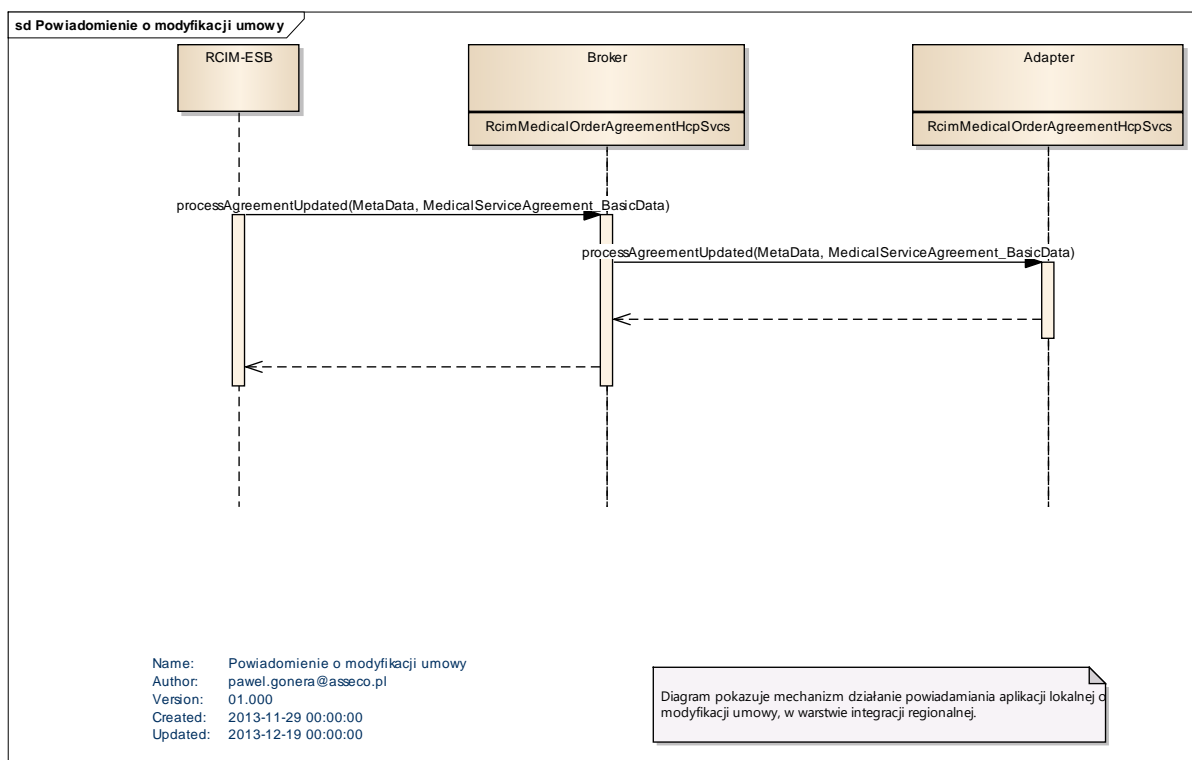 sd Powiadomienie o modyfikacji umowy
RCIM-ESB
Broker
Adapter
RcimMedicalOrderAgreementHcpSvcs
RcimMedicalOrderAgreementHcpSvcs
processAgreementUpdated(MetaData, MedicalServiceAgreement_BasicData)
processAgreementUpdated(MetaData, MedicalServiceAgreement_BasicData)
Name: Powiadomienie o modyfikacji umowy
Author: pawel.gonera@asseco.pl
Version: 01.000
Created: 2013-11-29 00:00:00
Updated: 2013-12-19 00:00:00
Diagram pokazuje mechanizm działanie powiadamiania aplikacji lokalnej o
modyfikacji umowy, w warstwie integracji regionalnej.